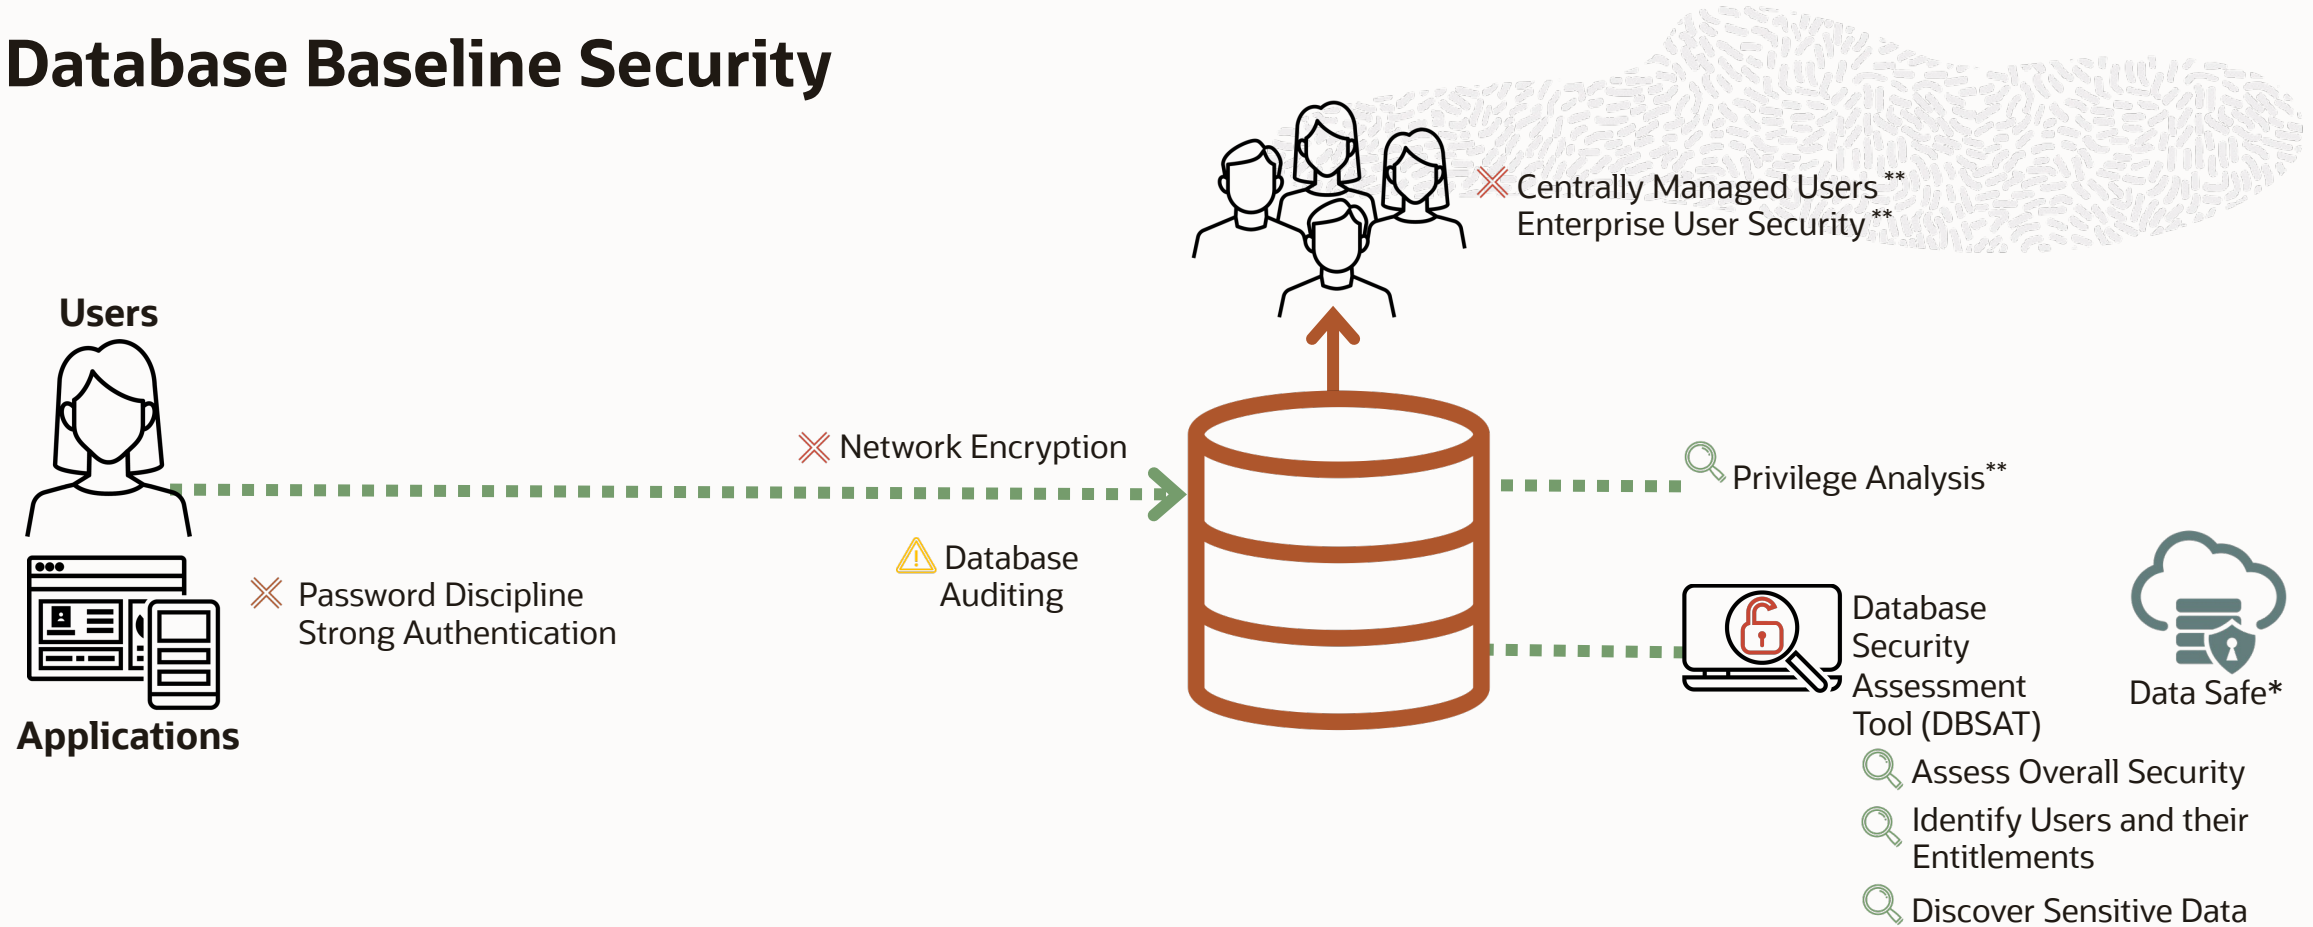 Database Baseline Security
Centrally Managed Users**
Enterprise User Security**
Users
Network Encryption
Privilege Analysis**
Database
Auditing
Password Discipline
Strong Authentication
Database
Security
Assessment
Tool (DBSAT)
Data Safe*
Applications
Assess Overall Security
Identify Users and their
Entitlements
Discover Sensitive Data